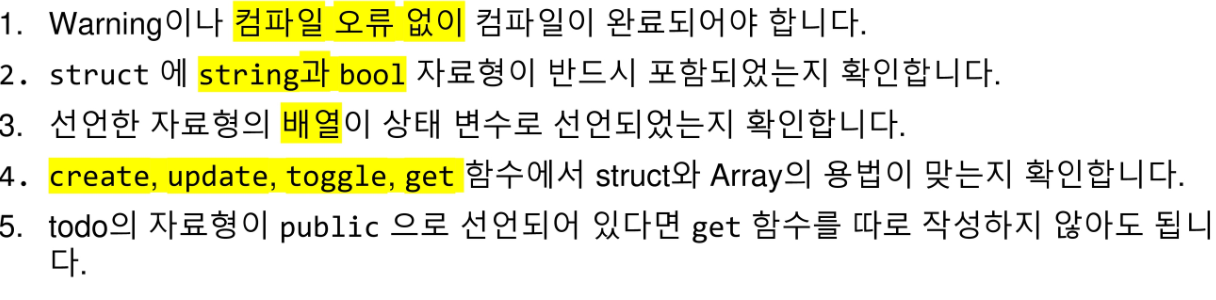 1. Warning이나 컴파일 오류 없이 컴파일이 완료되어야 합니다.
2. struct 에 string과 bool 자료형이 반드시 포함되었는지 확인합니다.
3. 선언한 자료형의 배열이 상태 변수로 선언되었는지 확인합니다.
4. create, update, toggle, get 함수에서 struct와 Array의 용법이 맞는지 확인합니다.
5. todo의 자료형이 public 으로 선언되어 있다면 get 함수를 따로 작성하지 않아도 됩니
다.